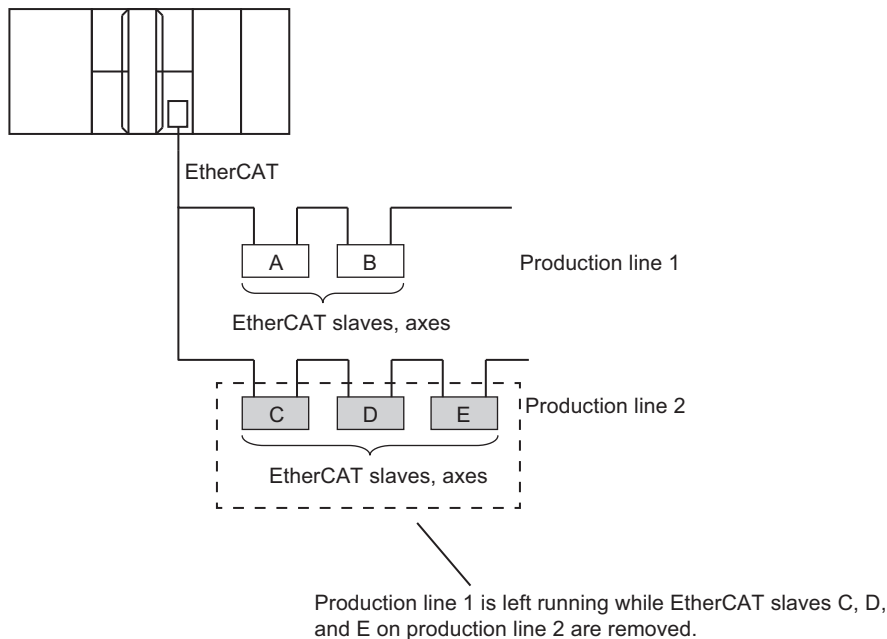 EtherCAT
A
B
Production line 1
EtherCAT slaves, axes
C
D
E
Production line 2
EtherCAT slaves, axes
Production line 1 is left running while EtherCAT slaves C, D,
and E on production line 2 are removed.